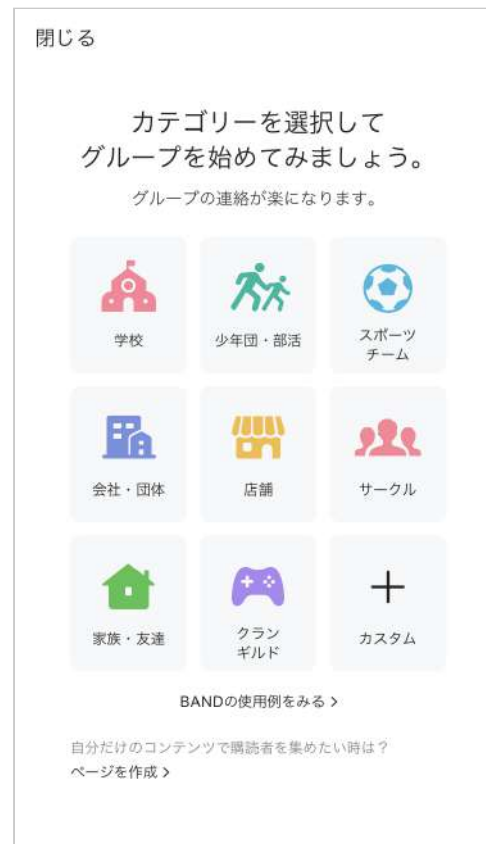 閉じる
カテゴリーを選択して
グループを始めてみましょう。
グループの連絡が楽になります。
学校
少年団・部活
スポーツ
チーム
会社・団体
店舗
サークル
家族・友達
クラン
ギルド
カスタム
BANDの使用例をみる >
自分だけのコンテンツで購読者を集めたい時は？
ページを作成 >